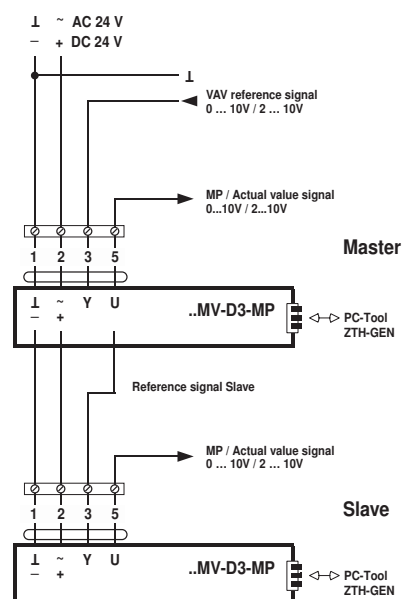 ⊥ ~ AC 24 V
– + DC 24 V
⊥
VAV reference signal
0 ... 10V / 2 ... 10V
MP / Actual value signal
0...10V / 2...10V
1 2 3 5
Master
⊥ ~ Y U
– +
..MV-D3-MP
PC-Tool
ZTH-GEN
Reference signal Slave
MP / Actual value signal
0 ... 10V / 2 ... 10V
1 2 3 5
Slave
⊥ ~ Y U
– +
..MV-D3-MP
PC-Tool
ZTH-GEN